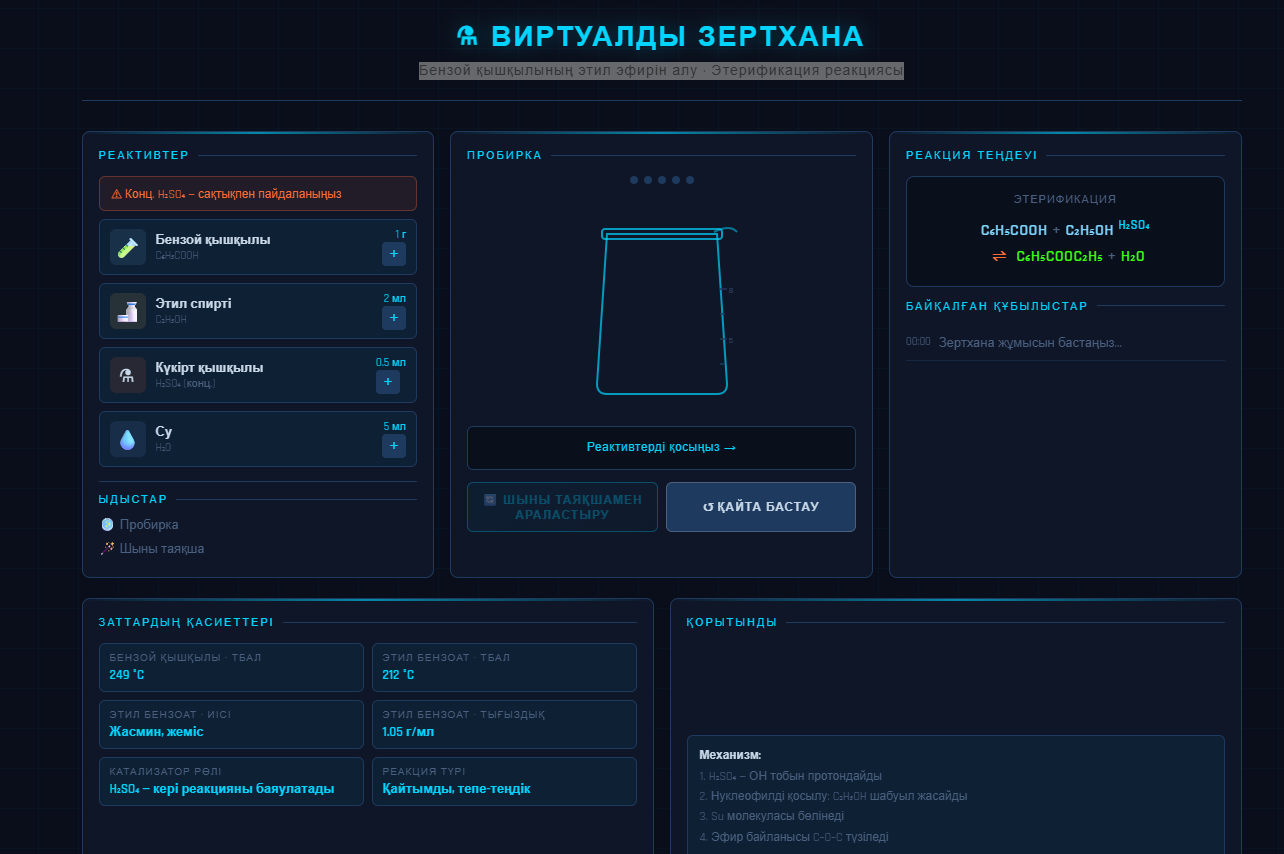 ⚗ ВИРТУАЛДЫ ЗЕРТХАНА
Бензой қышқылының этил эфирін алу · Этерификация реакциясы
РЕАКТИВТЕР
⚠ Конц. H₂SO₄ – сақтықпен пайдаланыңыз
Бензой қышқылы
C₆H₅COOH
1 г
+
Этил спирті
C₂H₅OH
2 мл
+
Күкірт қышқылы
H₂SO₄ (конц.)
0.5 мл
+
Су
H₂O
5 мл
+
ЫДЫСТАР
Пробирка
Шыны таяқша
ПРОБИРКА
8
5
Реактивтерді қосыңыз →
ШЫНЫ ТАЯҚШАМЕН
АРАЛАСТЫРУ
↺ ҚАЙТА БАСТАУ
РЕАКЦИЯ ТЕҢДЕУІ
ЭТЕРИФИКАЦИЯ
C₆H₅COOH + C₂H₅OH H₂SO₄
⇌ C₆H₅COOC₂H₅ + H₂O
БАЙҚАЛҒАН ҚҰБЫЛЫСТАР
00:00 Зертхана жұмысын бастаңыз...
ЗАТТАРДЫҢ ҚАСИЕТТЕРІ
БЕНЗОЙ ҚЫШҚЫЛЫ · ТБАЛ
249 °C
ЭТИЛ БЕНЗОАТ · ТБАЛ
212 °C
ЭТИЛ БЕНЗОАТ · ИІСІ
Жасмин, жеміс
ЭТИЛ БЕНЗОАТ · ТЫҒЫЗДЫҚ
1.05 г/мл
КАТАЛИЗАТОР РӨЛІ
H₂SO₄ – кері реакцияны баяулатады
РЕАКЦИЯ ТҮРІ
Қайтымды, тепе-теңдік
ҚОРЫТЫНДЫ
Механизм:
1. H₂SO₄ – ОН тобын протондайды
2. Нуклеофилді қосылу: C₂H₅OH шабуыл жасайды
3. Su молекуласы бөлінеді
4. Эфир байланысы C-O-C түзіледі